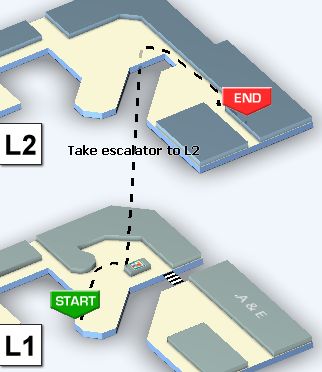 END
L2
Take escalator to L2
START
A & E
L1